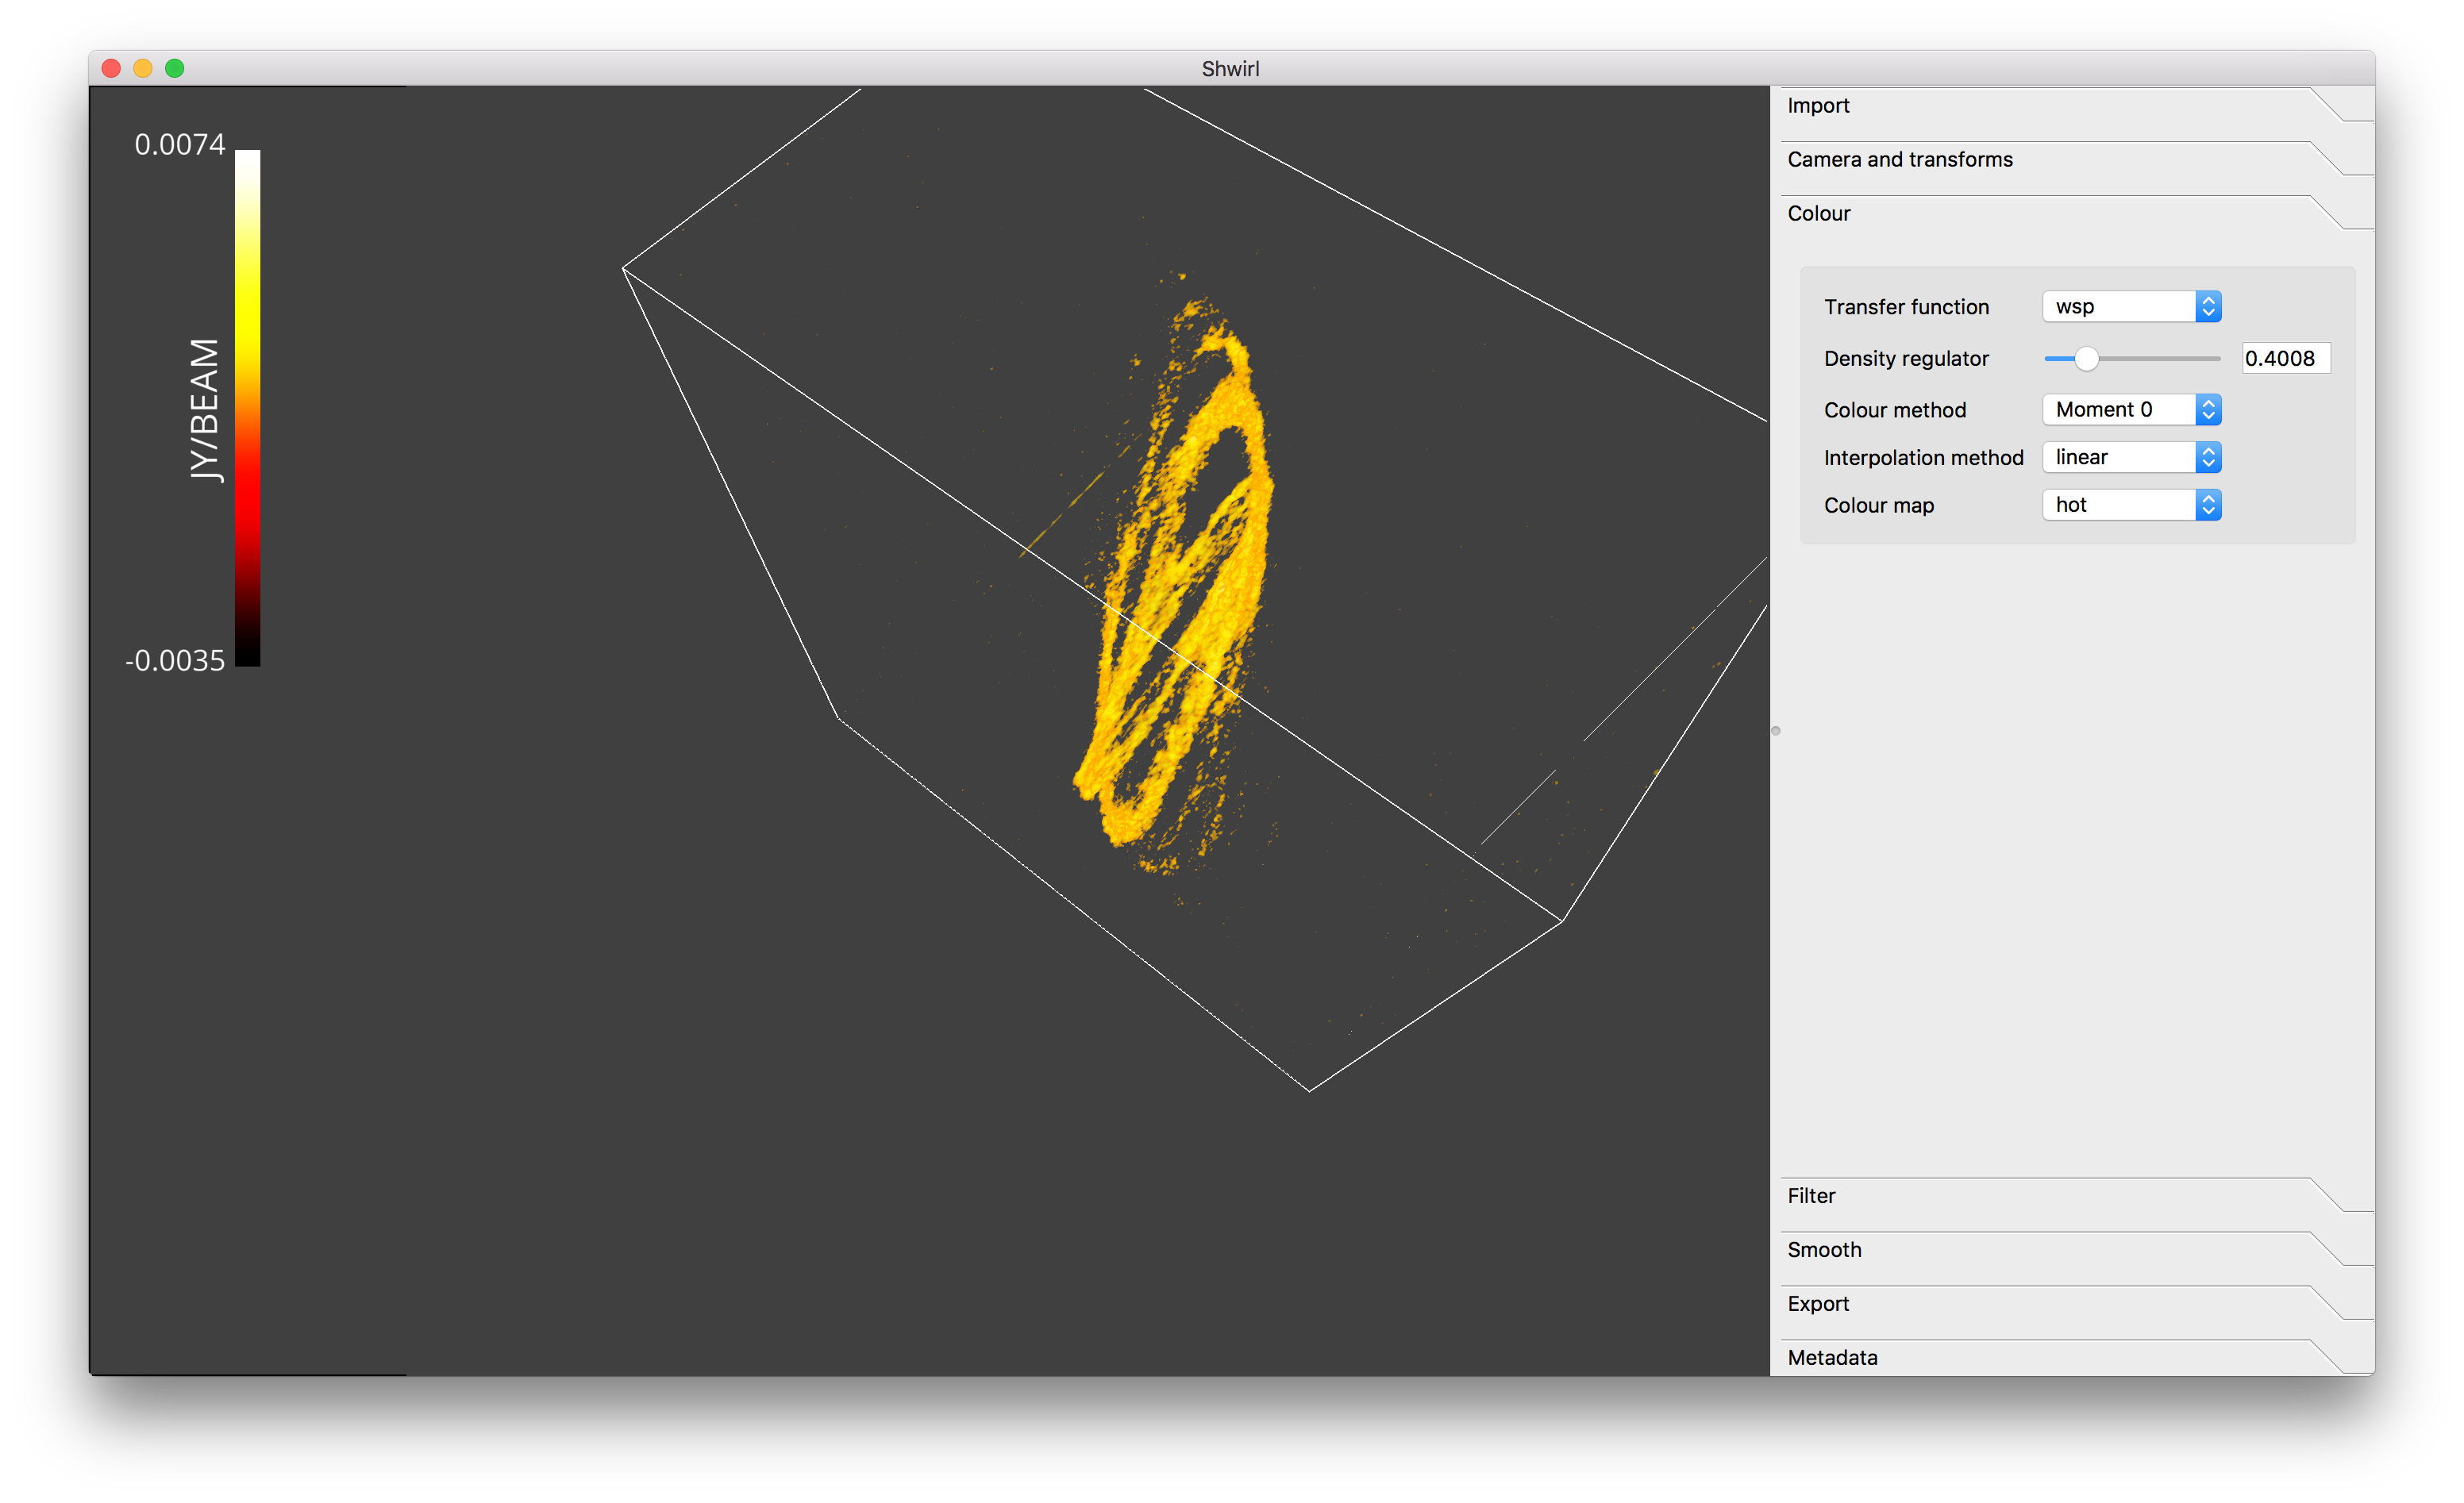 Shwirl
0.0074
JY/BEAM
-0.0035
Import
Camera and transforms
Colour
Transfer function wsp
Density regulator 0.4008
Colour method Moment 0
Interpolation method linear
Colour map hot
Filter
Smooth
Export
Metadata